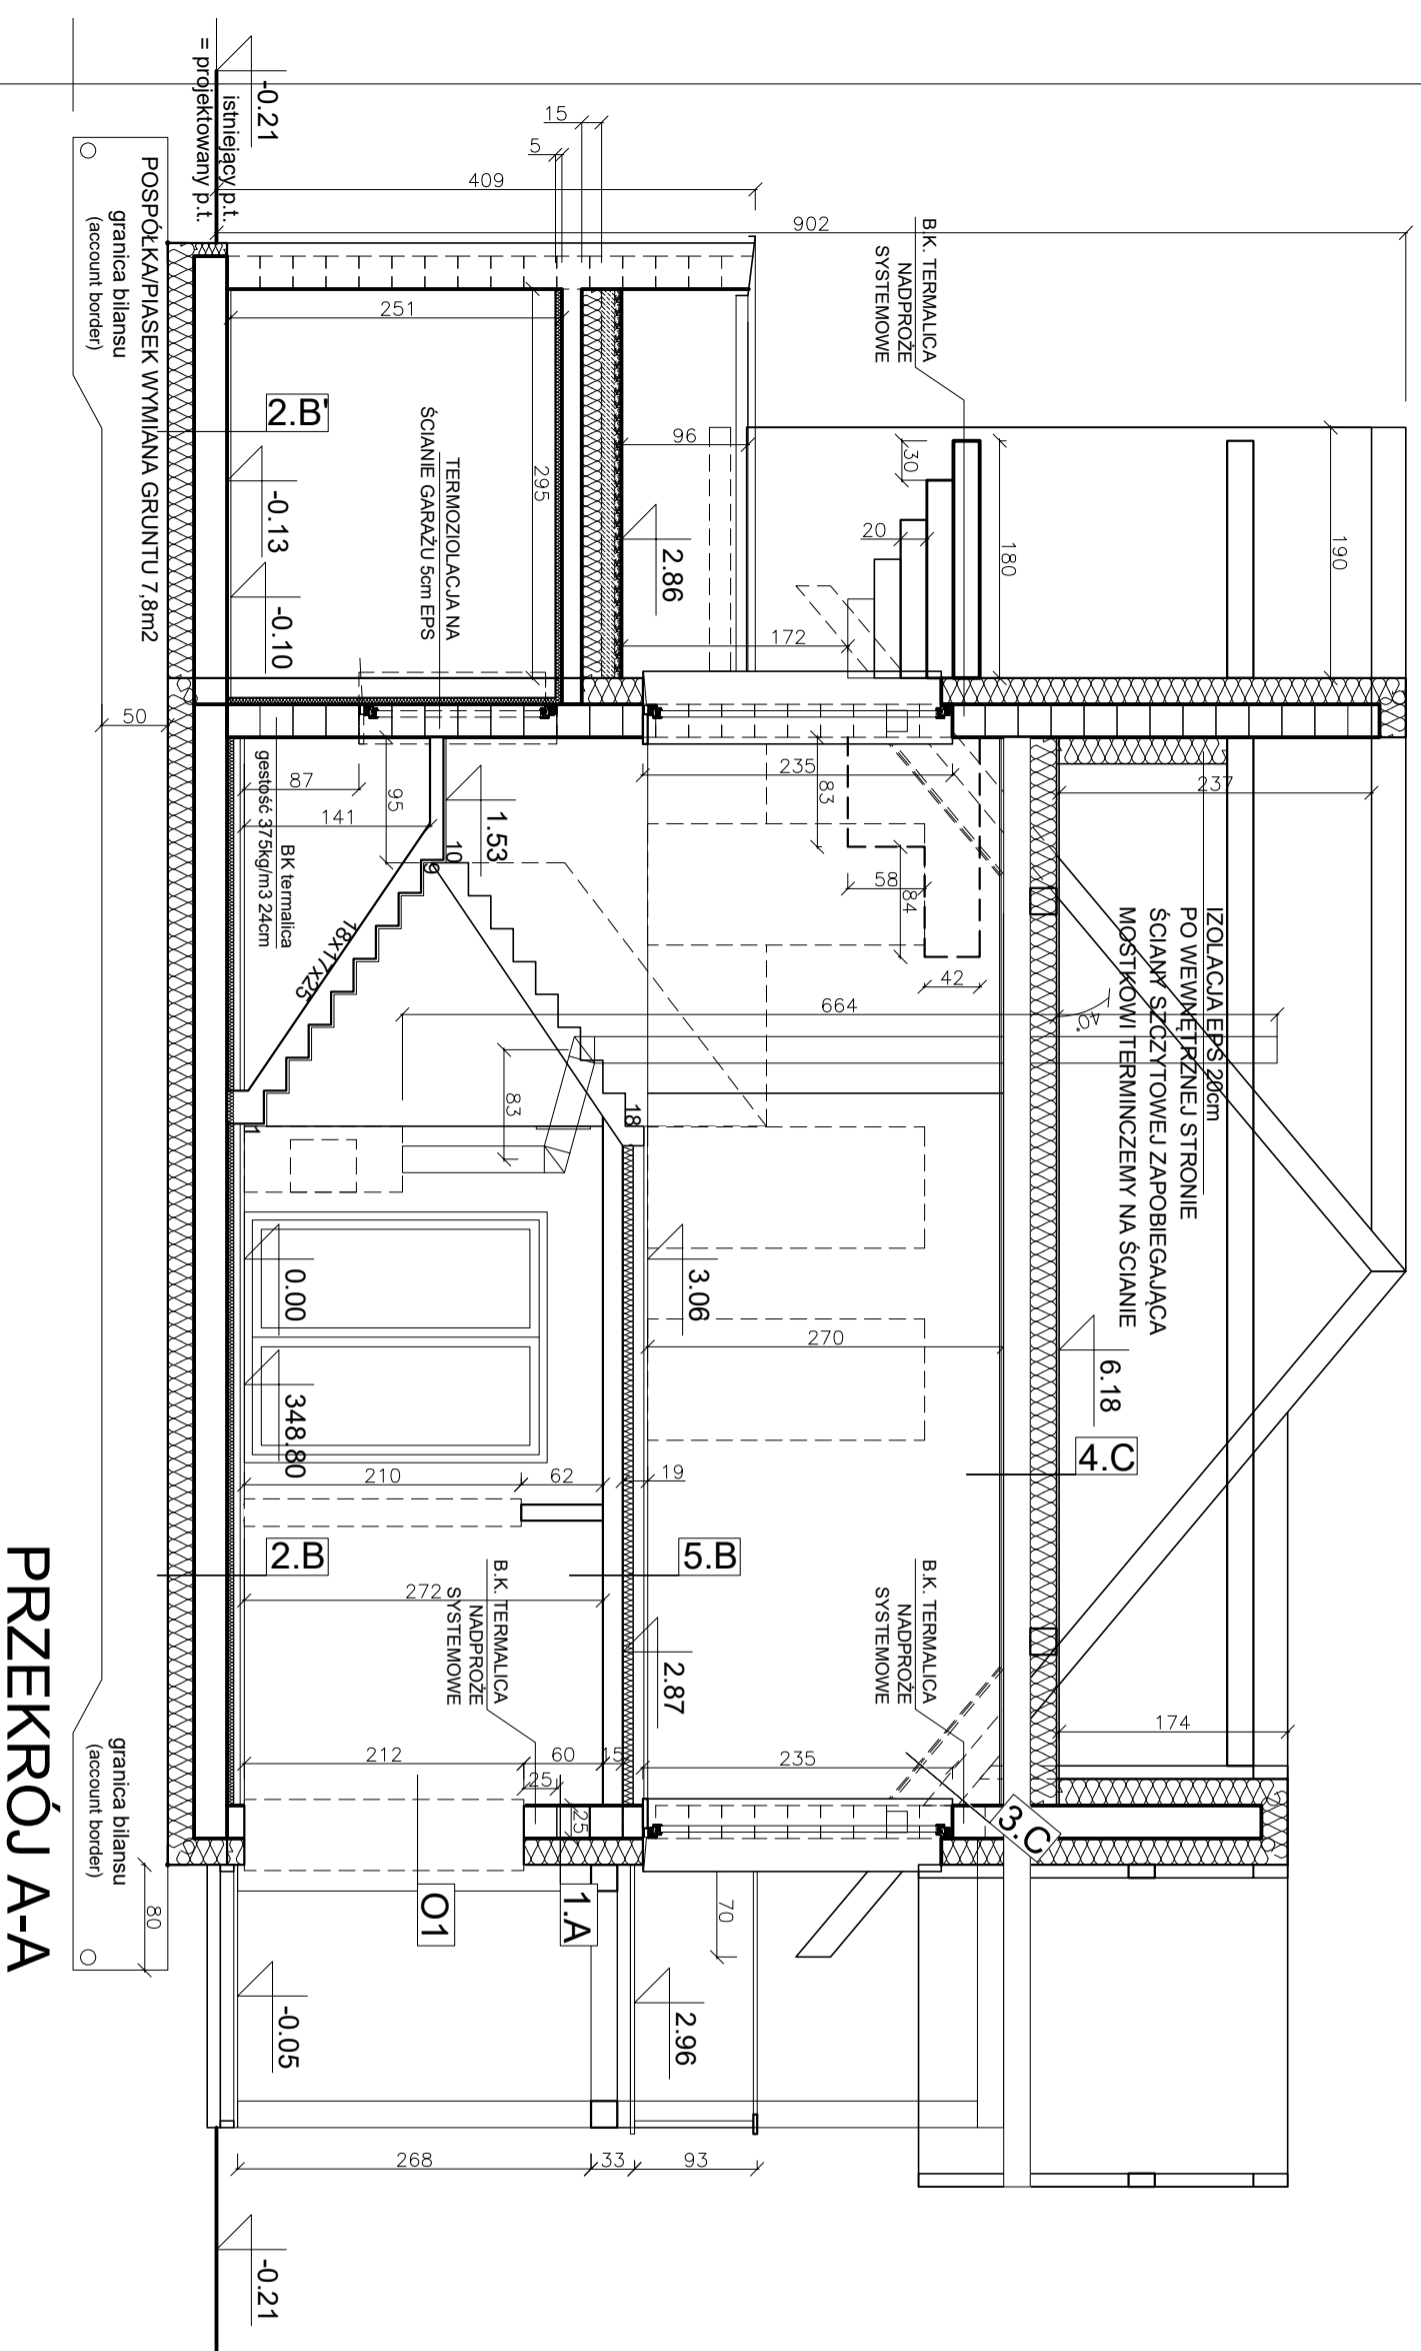 902
409
15
5
-0.21
istniejący p.t.
= projektowany p.t.
POSPÓŁKA/PIASEK WYMIANA GRUNTU 7,8m2
granica bilansu
(account border)
B.K. TERMALICA
NADPROŻE
SYSTEMOWE
251
295
96
2.B'
-0.13
-0.10
TERMOZIOLACJA NA
ŚCIANIE GARAŻU 5cm EPS
2.86
30
20
180
190
172
50
BK termalica
gęstość 375kg/m3 24cm
87
141
95
1.53
10
9
18x17x25
1
18
235
83
58
84
42
237
664
40°
83
IZOLACJA EPS 20cm
PO WEWNĘTRZNEJ STRONIE
ŚCIANY SZCZYTOWEJ ZAPOBIEGAJĄCA
MOSTKOWI TERMINCZEMY NA ŚCIANIE
0.00
348.80
3.06
270
6.18
4.C
210
62
19
2.B
5.B
272
B.K. TERMALICA
NADPROŻE
SYSTEMOWE
B.K. TERMALICA
NADPROŻE
SYSTEMOWE
2.87
212
60
15
25
25
235
174
3.C
O1
1.A
70
granica bilansu
(account border)
80
-0.05
2.96
268
33
93
-0.21
PRZEKRÓJ A-A